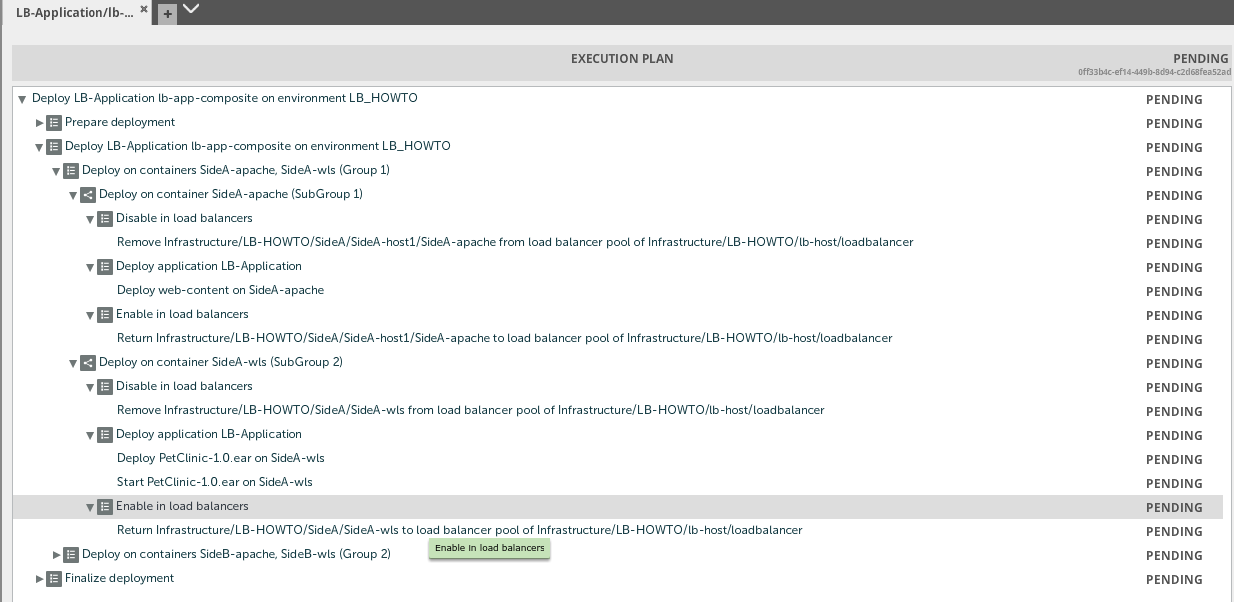 LB-Application/lb-...
EXECUTION PLAN PENDING
0ff33b4c-ef14-449b-8d94-c2d68fea52ad
Deploy LB-Application lb-app-composite on environment LB_HOWTO PENDING
Prepare deployment PENDING
Deploy LB-Application lb-app-composite on environment LB_HOWTO PENDING
Deploy on containers SideA-apache, SideA-wls (Group 1) PENDING
Deploy on container SideA-apache (SubGroup 1) PENDING
Disable in load balancers PENDING
Remove Infrastructure/LB-HOWTO/SideA/SideA-host1/SideA-apache from load balancer pool of Infrastructure/LB-HOWTO/lb-host/loadbalancer PENDING
Deploy application LB-Application PENDING
Deploy web-content on SideA-apache PENDING
Enable in load balancers PENDING
Return Infrastructure/LB-HOWTO/SideA/SideA-host1/SideA-apache to load balancer pool of Infrastructure/LB-HOWTO/lb-host/loadbalancer PENDING
Deploy on container SideA-wls (SubGroup 2) PENDING
Disable in load balancers PENDING
Remove Infrastructure/LB-HOWTO/SideA/SideA-wls from load balancer pool of Infrastructure/LB-HOWTO/lb-host/loadbalancer PENDING
Deploy application LB-Application PENDING
Deploy PetClinic-1.0.ear on SideA-wls PENDING
Start PetClinic-1.0.ear on SideA-wls PENDING
Enable in load balancers PENDING
Return Infrastructure/LB-HOWTO/SideA/SideA-wls to load balancer pool of Infrastructure/LB-HOWTO/lb-host/loadbalancer PENDING
Enable in load balancers
Deploy on containers SideB-apache, SideB-wls (Group 2) PENDING
Finalize deployment PENDING